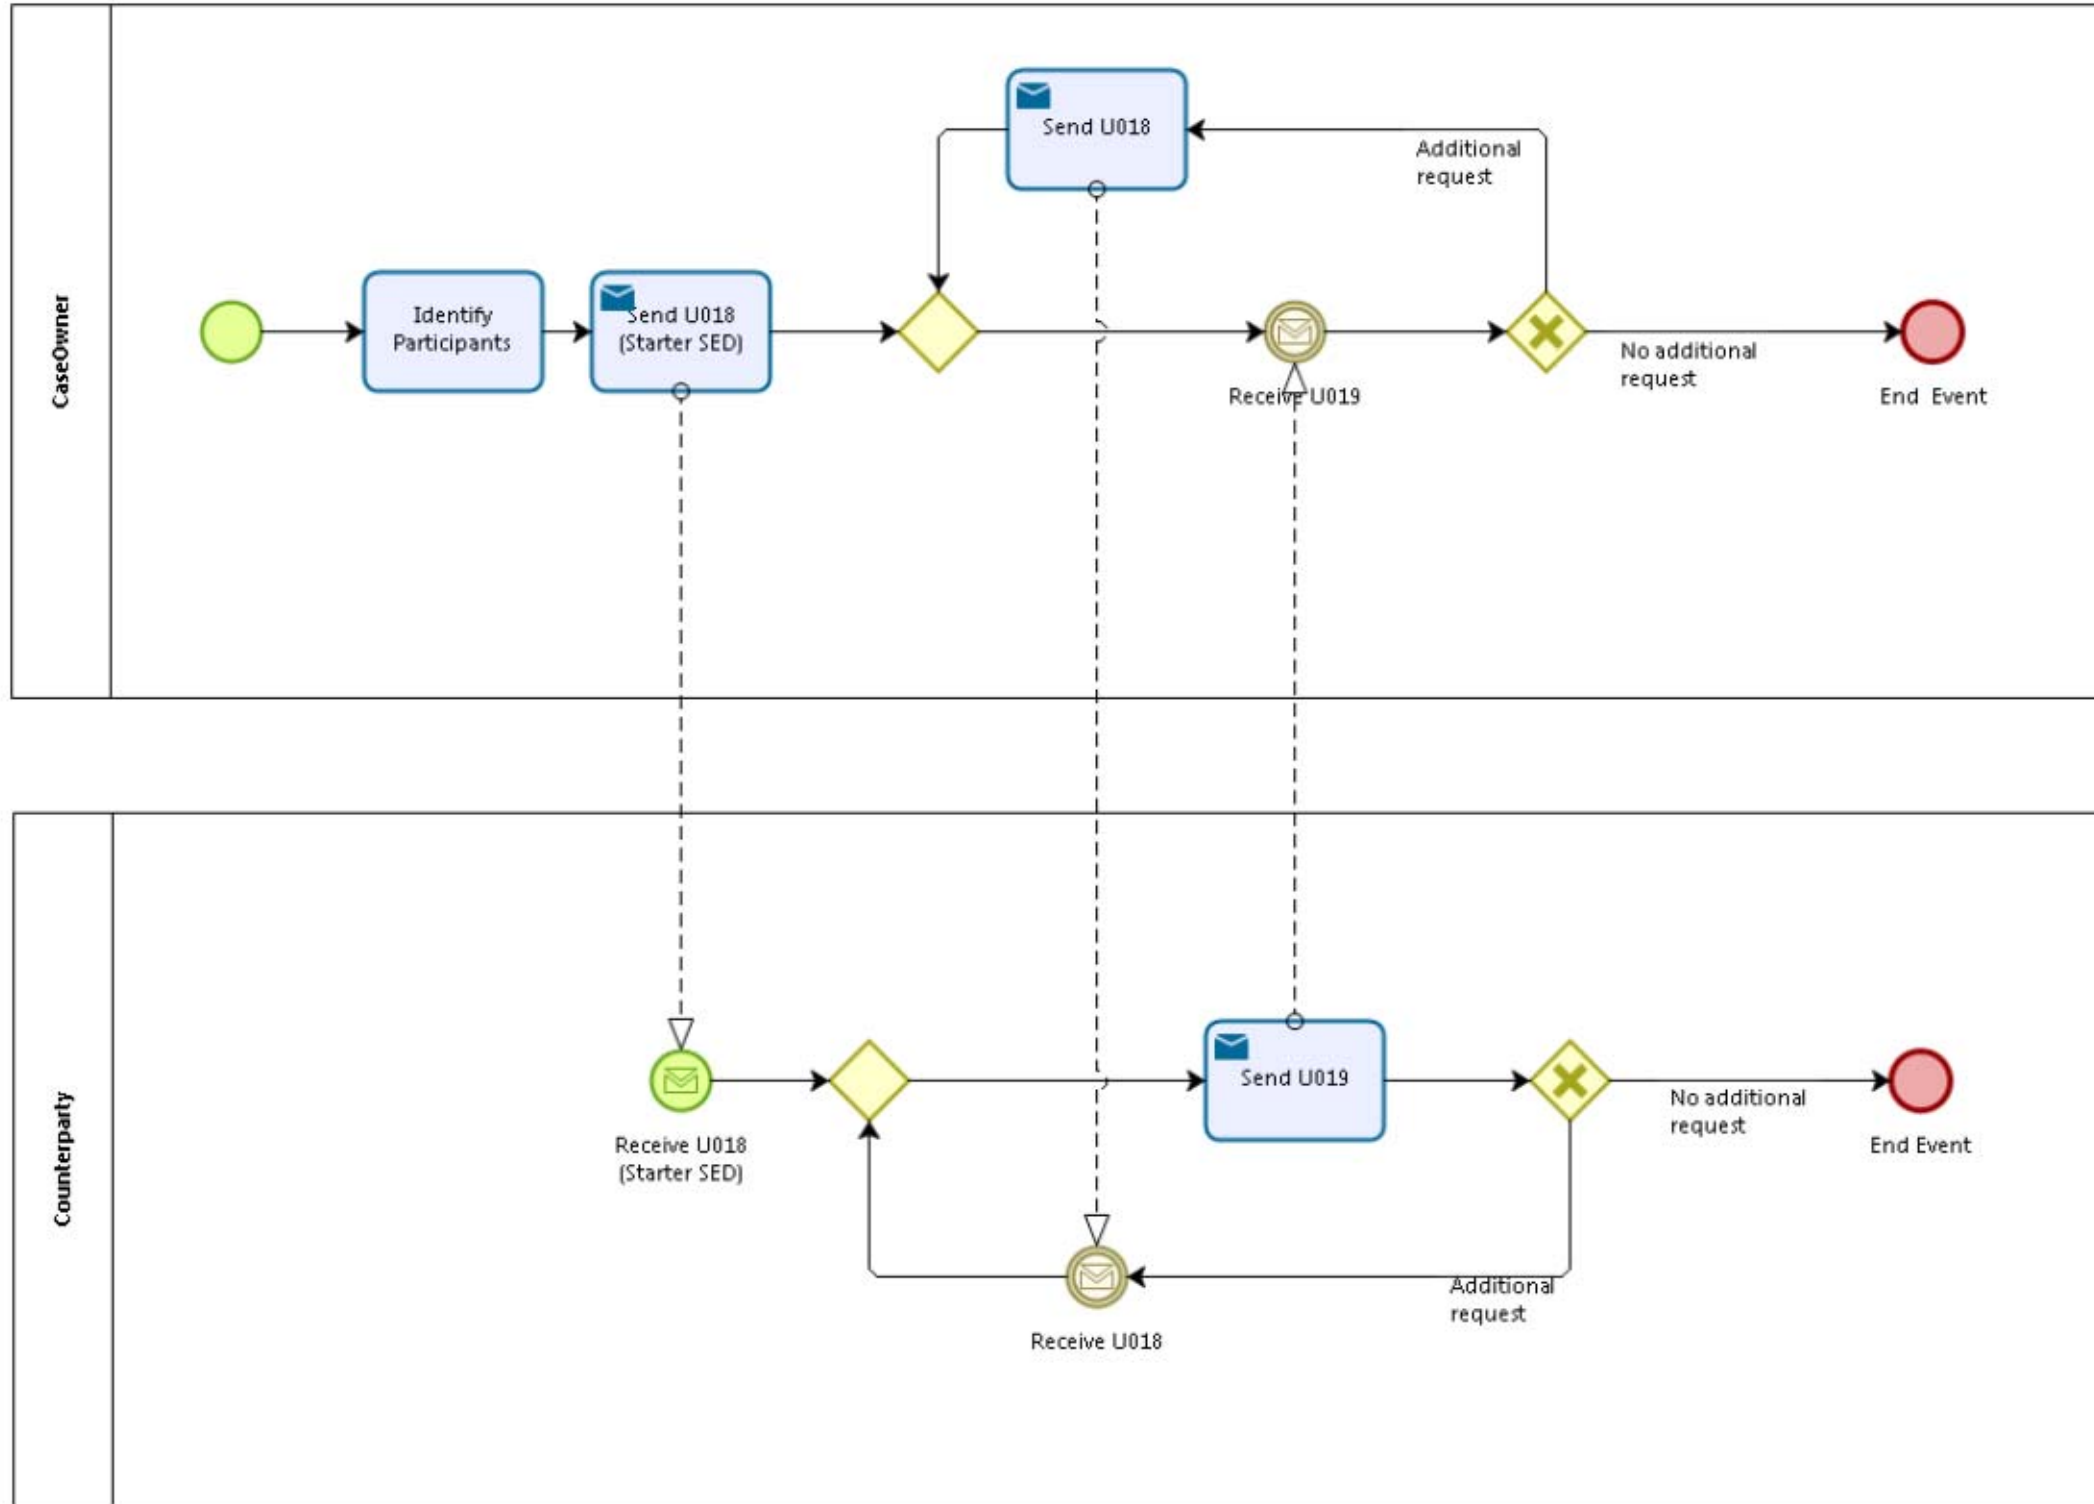 CaseOwner
Send U018
Additional
request
Identify
Participants
Send U018
(Starter SED)
Receive U019
No additional
request
End  Event
Counterparty
Receive U018
(Starter SED)
Send U019
No additional
request
End Event
Additional
request
Receive U018